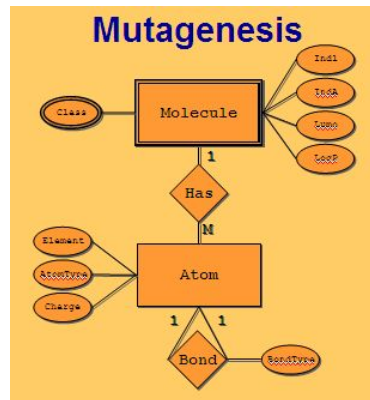 Mutagenesis
Ind1
Class
Molecule
IndA
Lumo
LogP
1
Has
M
Element
AtomType
Atom
Charge
1 1
Bond
BondType